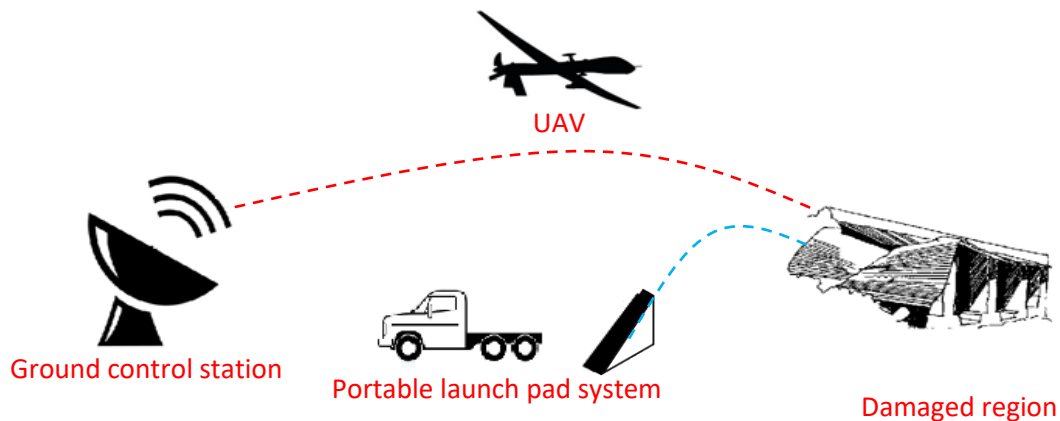 UAV
Ground control station
Portable launch pad system
Damaged region